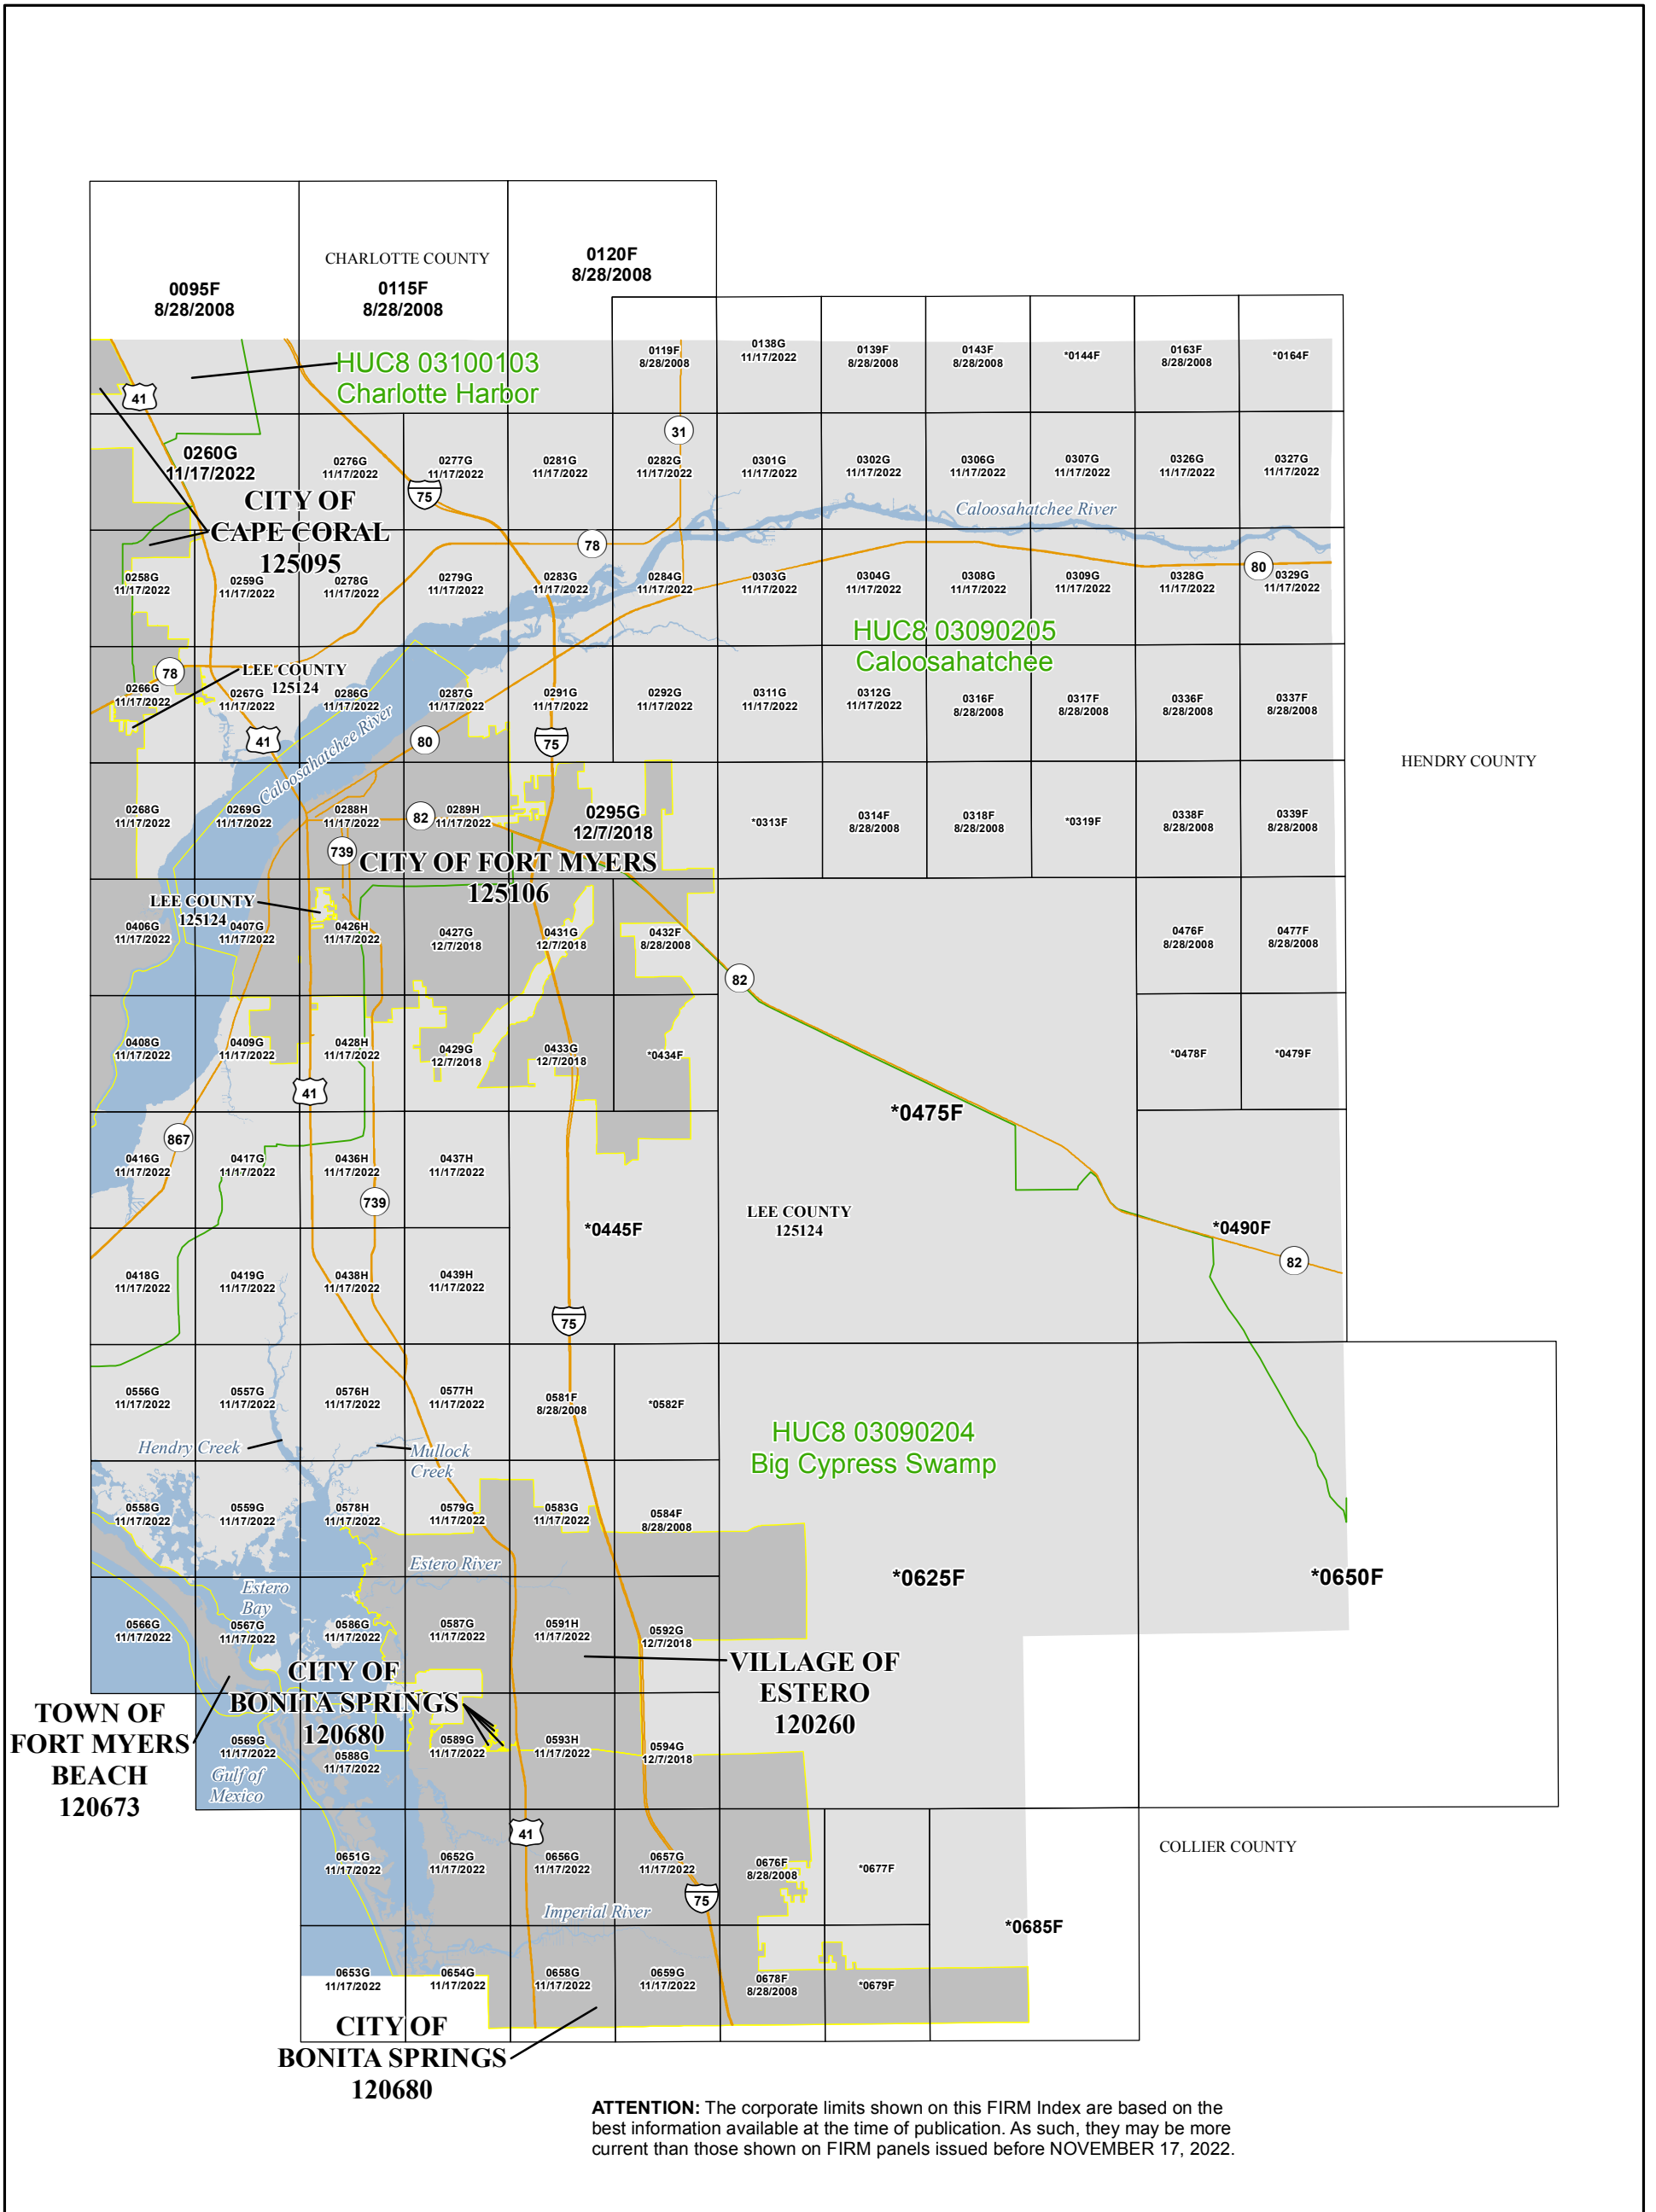 CHARLOTTE COUNTY
0095F
8/28/2008
0115F
8/28/2008
0120F
8/28/2008
HUC8 03100103
Charlotte Harbor
0119F
8/28/2008
0138G
11/17/2022
0139F
8/28/2008
0143F
8/28/2008
*0144F
0163F
8/28/2008
*0164F
41
31
0260G
11/17/2022
0276G
11/17/2022
0277G
11/17/2022
0281G
11/17/2022
0282G
11/17/2022
0301G
11/17/2022
0302G
11/17/2022
0306G
11/17/2022
0307G
11/17/2022
0326G
11/17/2022
0327G
11/17/2022
75
CITY OF
CAPE CORAL
125095
Caloosahatchee River
78
80
0258G
11/17/2022
0259G
11/17/2022
0278G
11/17/2022
0279G
11/17/2022
0283G
11/17/2022
0284G
11/17/2022
0303G
11/17/2022
0304G
11/17/2022
0308G
11/17/2022
0309G
11/17/2022
0328G
11/17/2022
0329G
11/17/2022
HUC8 03090205
Caloosahatchee
78
LEE COUNTY
125124
0266G
11/17/2022
0267G
11/17/2022
0286G
11/17/2022
0287G
11/17/2022
0291G
11/17/2022
0292G
11/17/2022
0311G
11/17/2022
0312G
11/17/2022
0316F
8/28/2008
0317F
8/28/2008
0336F
8/28/2008
0337F
8/28/2008
41
80
75
Caloosahatchee River
HENDRY COUNTY
0268G
11/17/2022
0269G
11/17/2022
0288H
11/17/2022
82
0289H
11/17/2022
0295G
12/7/2018
*0313F
0314F
8/28/2008
0318F
8/28/2008
*0319F
0338F
8/28/2008
0339F
8/28/2008
739
CITY OF FORT MYERS
125106
LEE COUNTY
125124
0406G
11/17/2022
0407G
11/17/2022
0426H
11/17/2022
0427G
12/7/2018
0431G
12/7/2018
0432F
8/28/2008
0476F
8/28/2008
0477F
8/28/2008
82
0408G
11/17/2022
0409G
11/17/2022
0428H
11/17/2022
0429G
12/7/2018
0433G
12/7/2018
*0434F
*0478F
*0479F
41
*0475F
867
0416G
11/17/2022
0417G
11/17/2022
0436H
11/17/2022
0437H
11/17/2022
739
*0445F
LEE COUNTY
125124
*0490F
82
0418G
11/17/2022
0419G
11/17/2022
0438H
11/17/2022
0439H
11/17/2022
75
0556G
11/17/2022
0557G
11/17/2022
0576H
11/17/2022
0577H
11/17/2022
0581F
8/28/2008
*0582F
HUC8 03090204
Big Cypress Swamp
Hendry Creek
Mullock
Creek
0558G
11/17/2022
0559G
11/17/2022
0578H
11/17/2022
0579G
11/17/2022
0583G
11/17/2022
0584F
8/28/2008
Estero River
*0625F
*0650F
Estero
Bay
0566G
11/17/2022
0567G
11/17/2022
0586G
11/17/2022
0587G
11/17/2022
0591H
11/17/2022
0592G
12/7/2018
CITY OF
BONITA SPRINGS
120680
VILLAGE OF
ESTERO
120260
TOWN OF
FORT MYERS
BEACH
120673
0569G
11/17/2022
0588G
11/17/2022
0589G
11/17/2022
0593H
11/17/2022
0594G
12/7/2018
Gulf of
Mexico
41
COLLIER COUNTY
0651G
11/17/2022
0652G
11/17/2022
0656G
11/17/2022
0657G
11/17/2022
0676F
8/28/2008
*0677F
75
Imperial River
*0685F
0653G
11/17/2022
0654G
11/17/2022
0658G
11/17/2022
0659G
11/17/2022
0678F
8/28/2008
*0679F
CITY OF
BONITA SPRINGS
120680
ATTENTION: The corporate limits shown on this FIRM Index are based on the
best information available at the time of publication. As such, they may be more
current than those shown on FIRM panels issued before NOVEMBER 17, 2022.